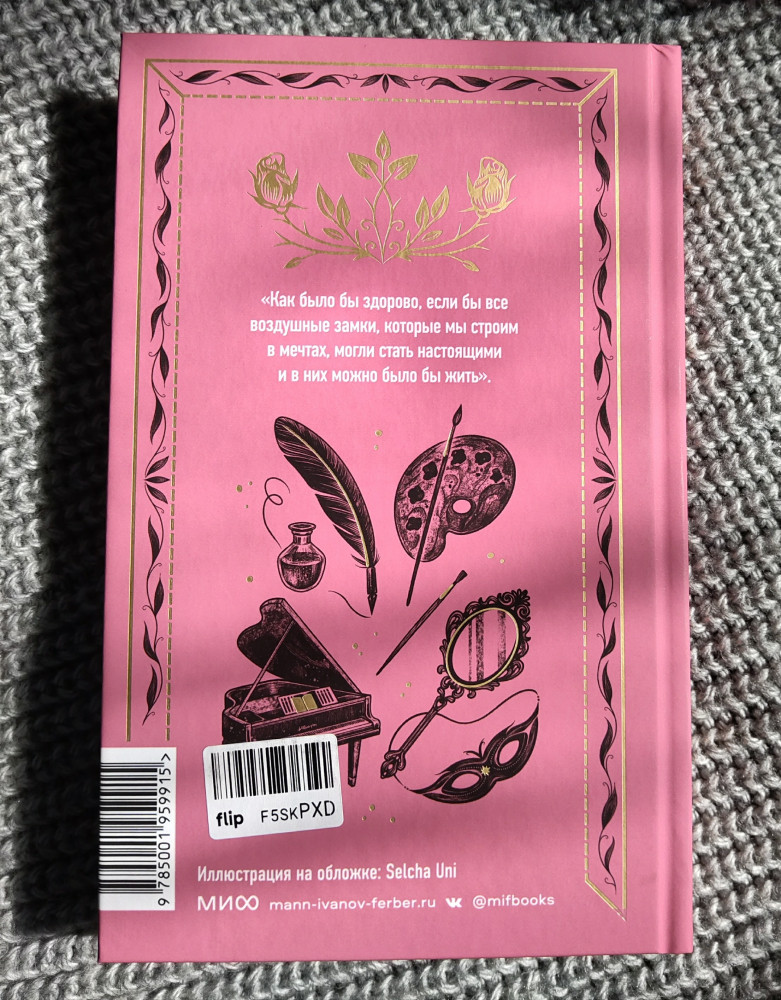 «Как было бы здорово, если бы все
воздушные замки, которые мы строим
в мечтах, могли стать настоящими
и в них можно было бы жить».
flip F5SKPXD
9 785001 959915 >
Иллюстрация на обложке: Selcha Uni
МИФ mann-ivanov-ferber.ru @mifbooks